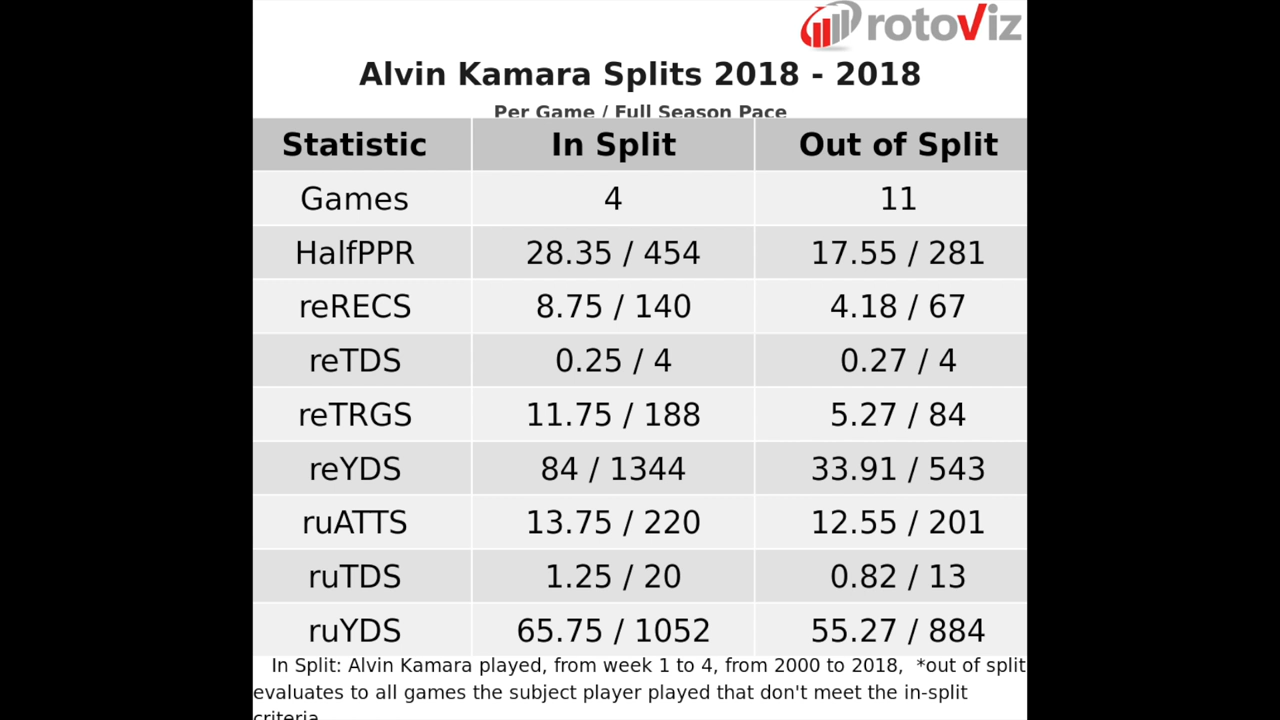 rotoViz
Alvin Kamara Splits 2018 - 2018
Per Game / Full Season Pace
Statistic In Split Out of Split
Games 4 11
HalfPPR 28.35 / 454 17.55 / 281
reRECS 8.75 / 140 4.18 / 67
reTDS 0.25 / 4 0.27 / 4
reTRGS 11.75 / 188 5.27 / 84
reYDS 84 / 1344 33.91 / 543
ruATTS 13.75 / 220 12.55 / 201
ruTDS 1.25 / 20 0.82 / 13
ruYDS 65.75 / 1052 55.27 / 884
In Split: Alvin Kamara played, from week 1 to 4, from 2000 to 2018, *out of split
evaluates to all games the subject player played that don't meet the in-split
criteria